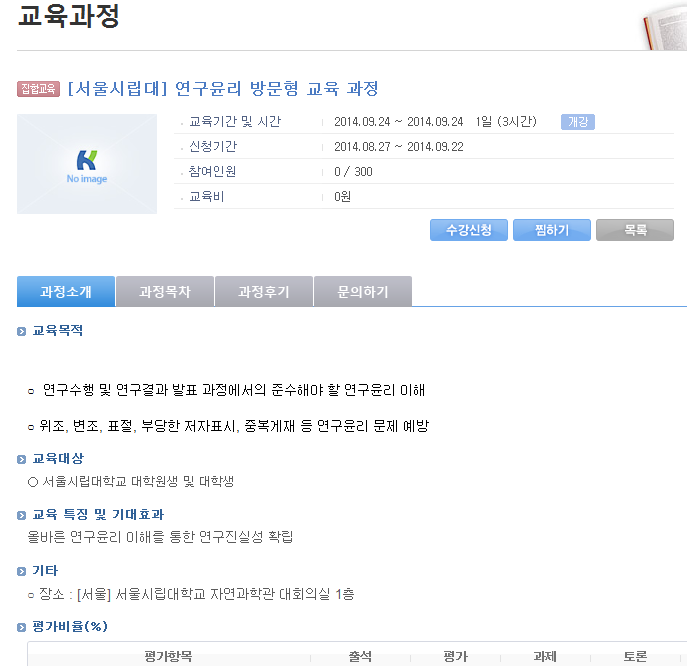 교육과정
집합교육 [서울시립대] 연구윤리 방문형 교육 과정
No image
교육기간 및 시간 2014.09.24 ~ 2014.09.24 1일 (3시간) 개강
신청기간 2014.08.27 ~ 2014.09.22
참여인원 0 / 300
교육비 0원
수강신청 찜하기 목록
과정소개 과정목차 과정후기 문의하기
교육목적
○ 연구수행 및 연구결과 발표 과정에서의 준수해야 할 연구윤리 이해
○ 위조, 변조, 표절, 부당한 저자표시, 중복게재 등 연구윤리 문제 예방
교육대상
○ 서울시립대학교 대학원생 및 대학생
교육 특징 및 기대효과
올바른 연구윤리 이해를 통한 연구진실성 확립
기타
○ 장소 : [서울] 서울시립대학교 자연과학관 대회의실 1층
평가비율(%)
평가항목 출석 평가 과제 토론